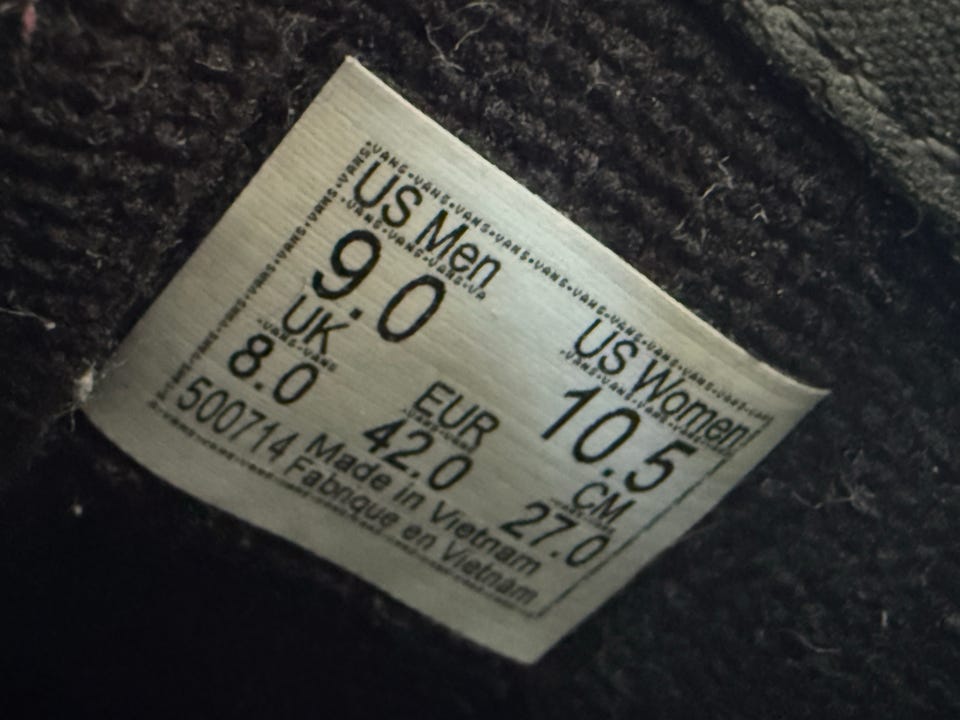 US Men
US Women
9.0
10.5
UK
EUR
CM
8.0
42.0
27.0
500714
Made in Vietnam
Fabrique en Vietnam